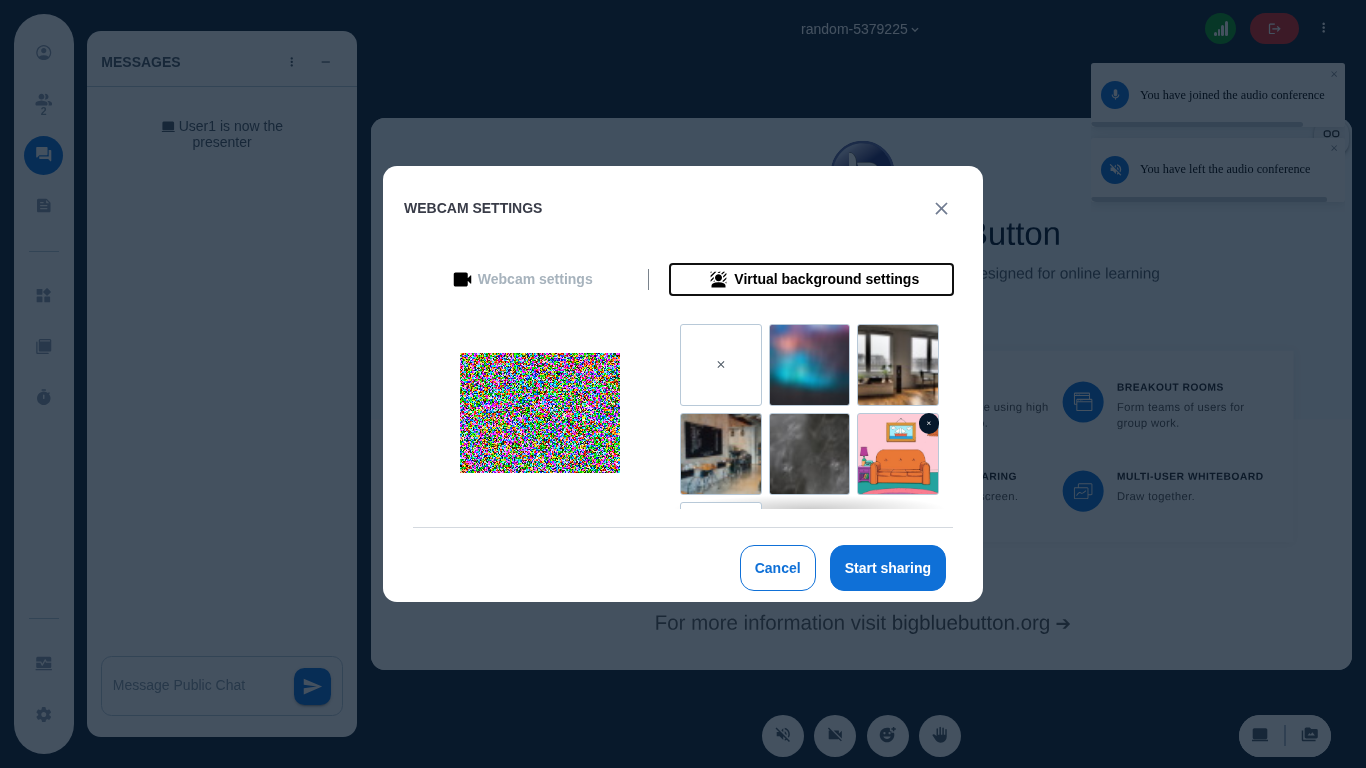 random-5379225
MESSAGES
2
User1 is now the
presenter
Message Public Chat
You have joined the audio conference
You have left the audio conference
Button
esigned for online learning
WEBCAM SETTINGS
Webcam settings
Virtual background settings
Cancel
Start sharing
e using high
BREAKOUT ROOMS
Form teams of users for
group work.
ARING
screen.
MULTI-USER WHITEBOARD
Draw together.
For more information visit bigbluebutton.org ➔